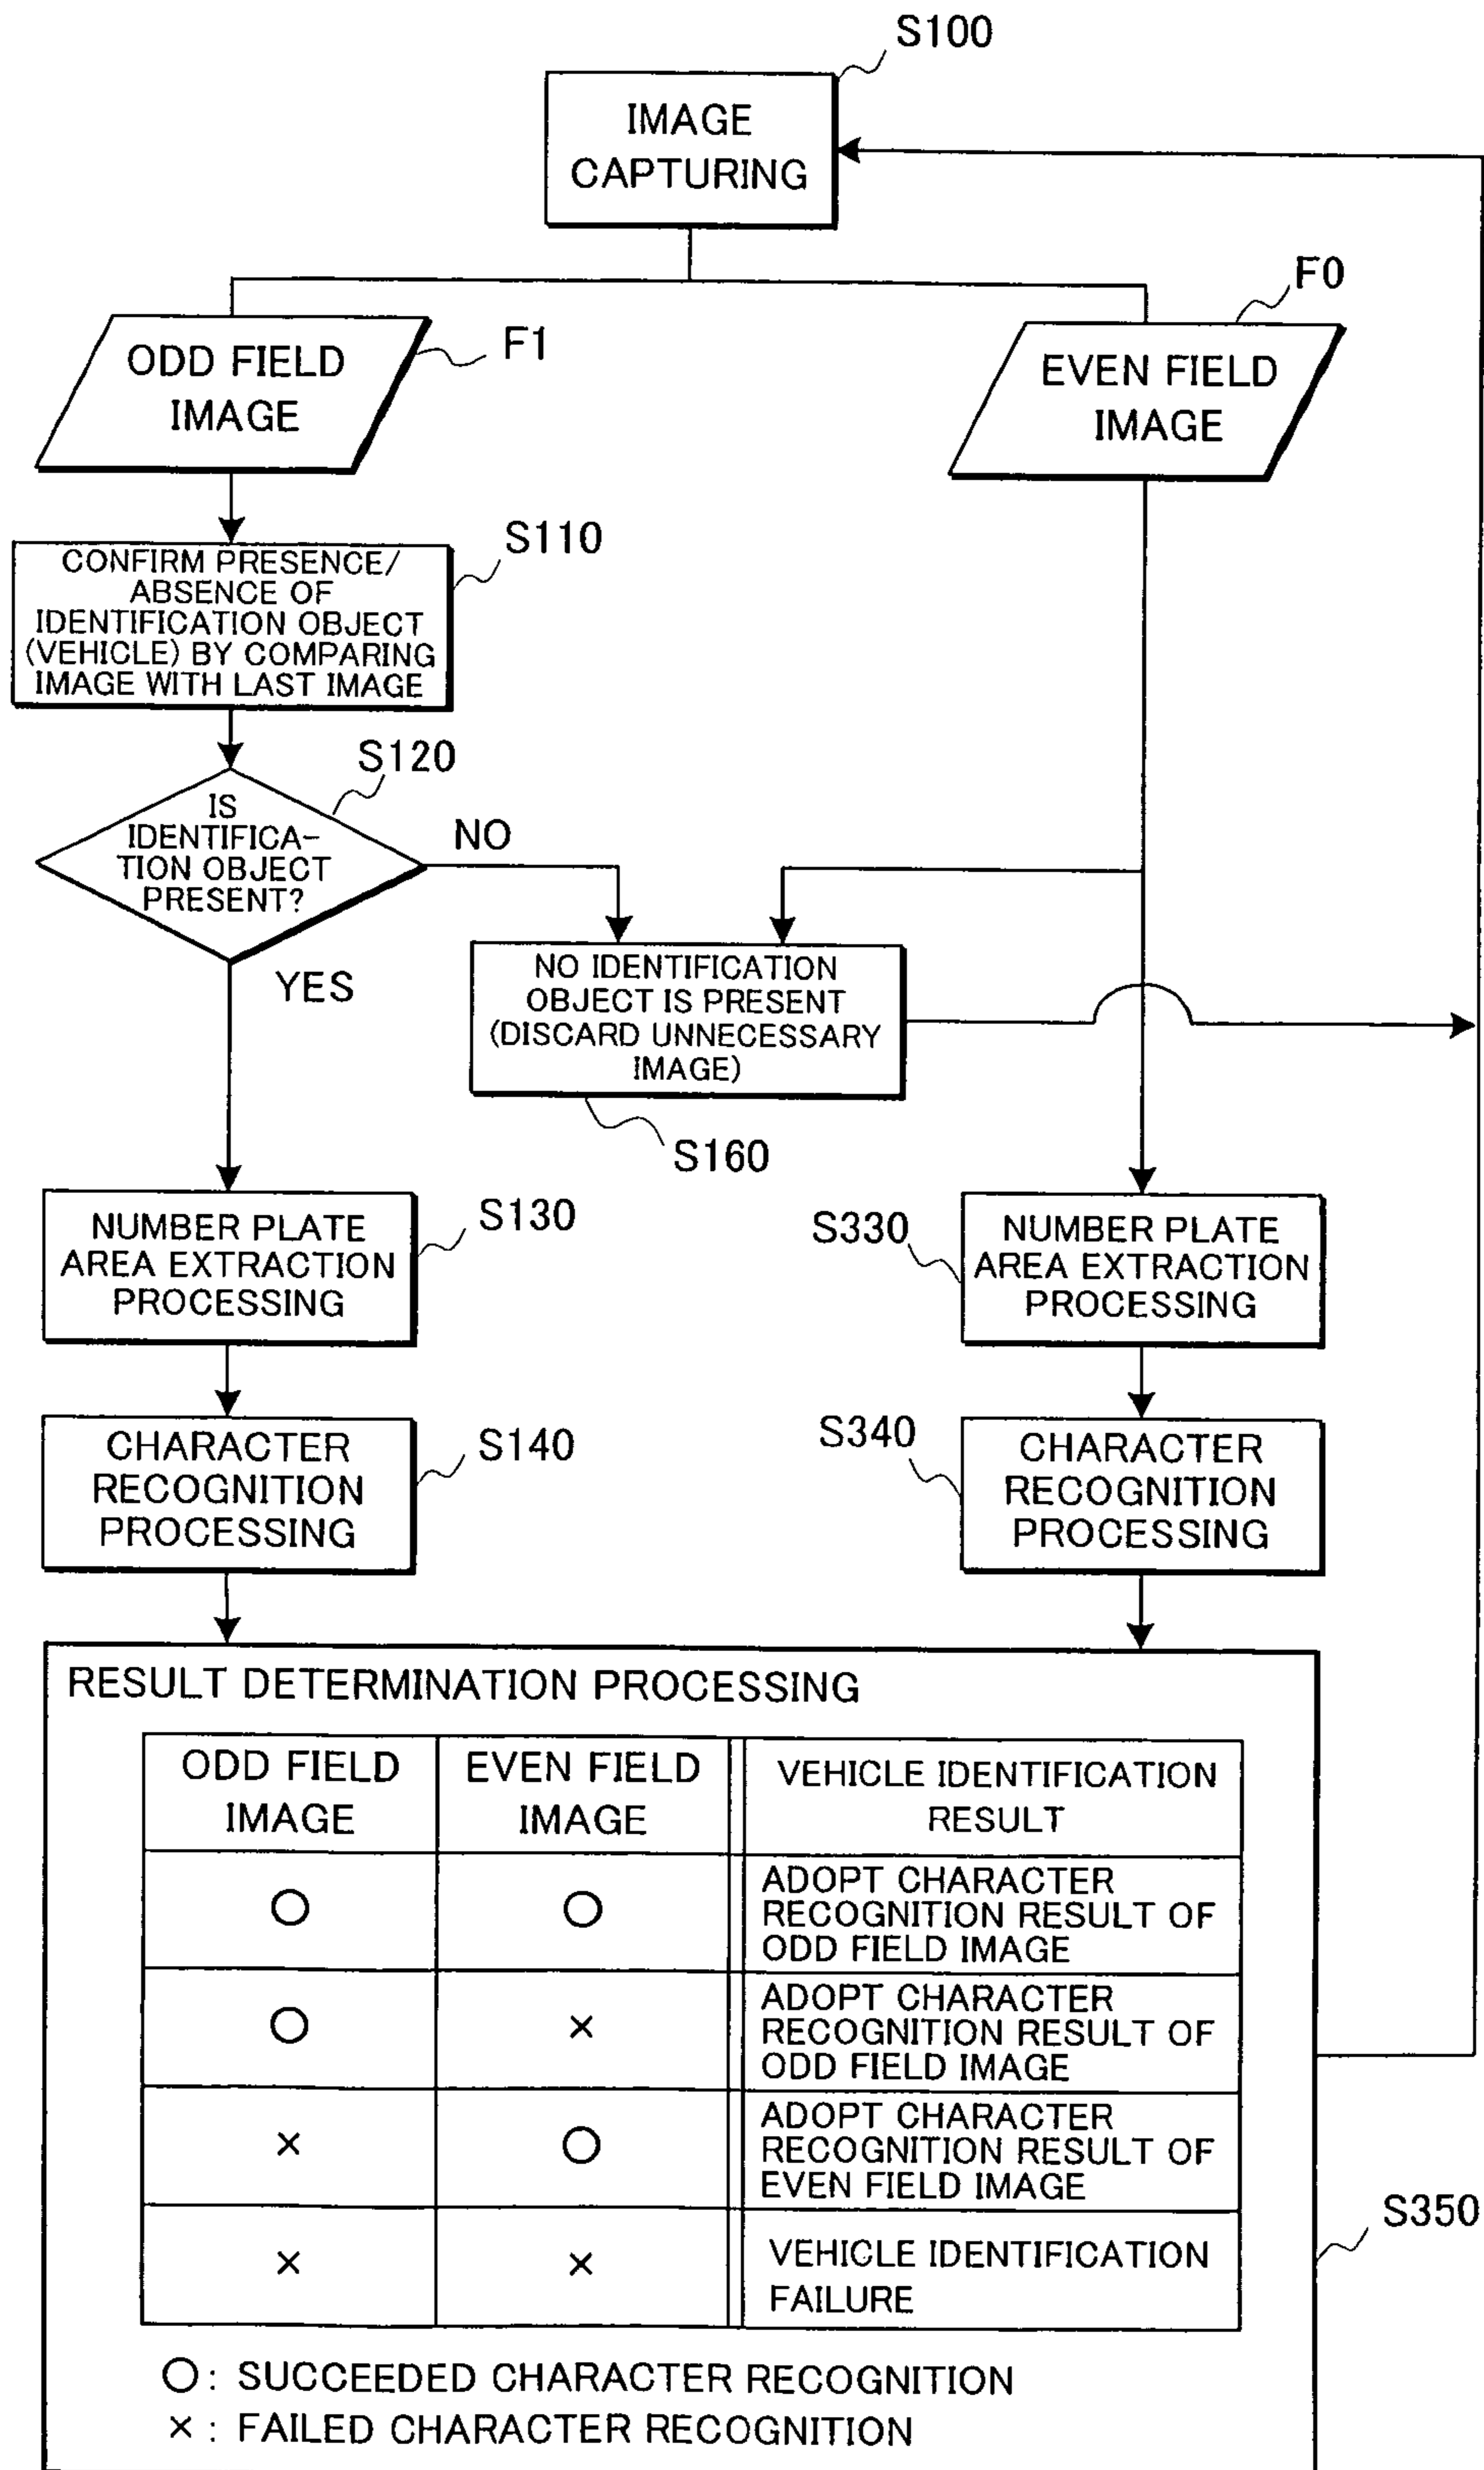 S100
IMAGE
CAPTURING
F0
F1
ODD FIELD
IMAGE
EVEN FIELD
IMAGE
S110
CONFIRM PRESENCE/
ABSENCE OF
IDENTIFICATION OBJECT
(VEHICLE) BY COMPARING
IMAGE WITH LAST IMAGE
S120
IS
IDENTIFICA-
TION OBJECT
PRESENT?
NO
YES
NO IDENTIFICATION
OBJECT IS PRESENT
(DISCARD UNNECESSARY
IMAGE)
S160
S130
NUMBER PLATE
AREA EXTRACTION
PROCESSING
S330
NUMBER PLATE
AREA EXTRACTION
PROCESSING
S140
CHARACTER
RECOGNITION
PROCESSING
S340
CHARACTER
RECOGNITION
PROCESSING
RESULT DETERMINATION PROCESSING
ODD FIELD
IMAGE
EVEN FIELD
IMAGE
VEHICLE IDENTIFICATION
RESULT
○ ○
ADOPT CHARACTER
RECOGNITION RESULT OF
ODD FIELD IMAGE
○ ×
ADOPT CHARACTER
RECOGNITION RESULT OF
ODD FIELD IMAGE
× ○
ADOPT CHARACTER
RECOGNITION RESULT OF
EVEN FIELD IMAGE
× ×
VEHICLE IDENTIFICATION
FAILURE
S350
○: SUCCEEDED CHARACTER RECOGNITION
×: FAILED CHARACTER RECOGNITION